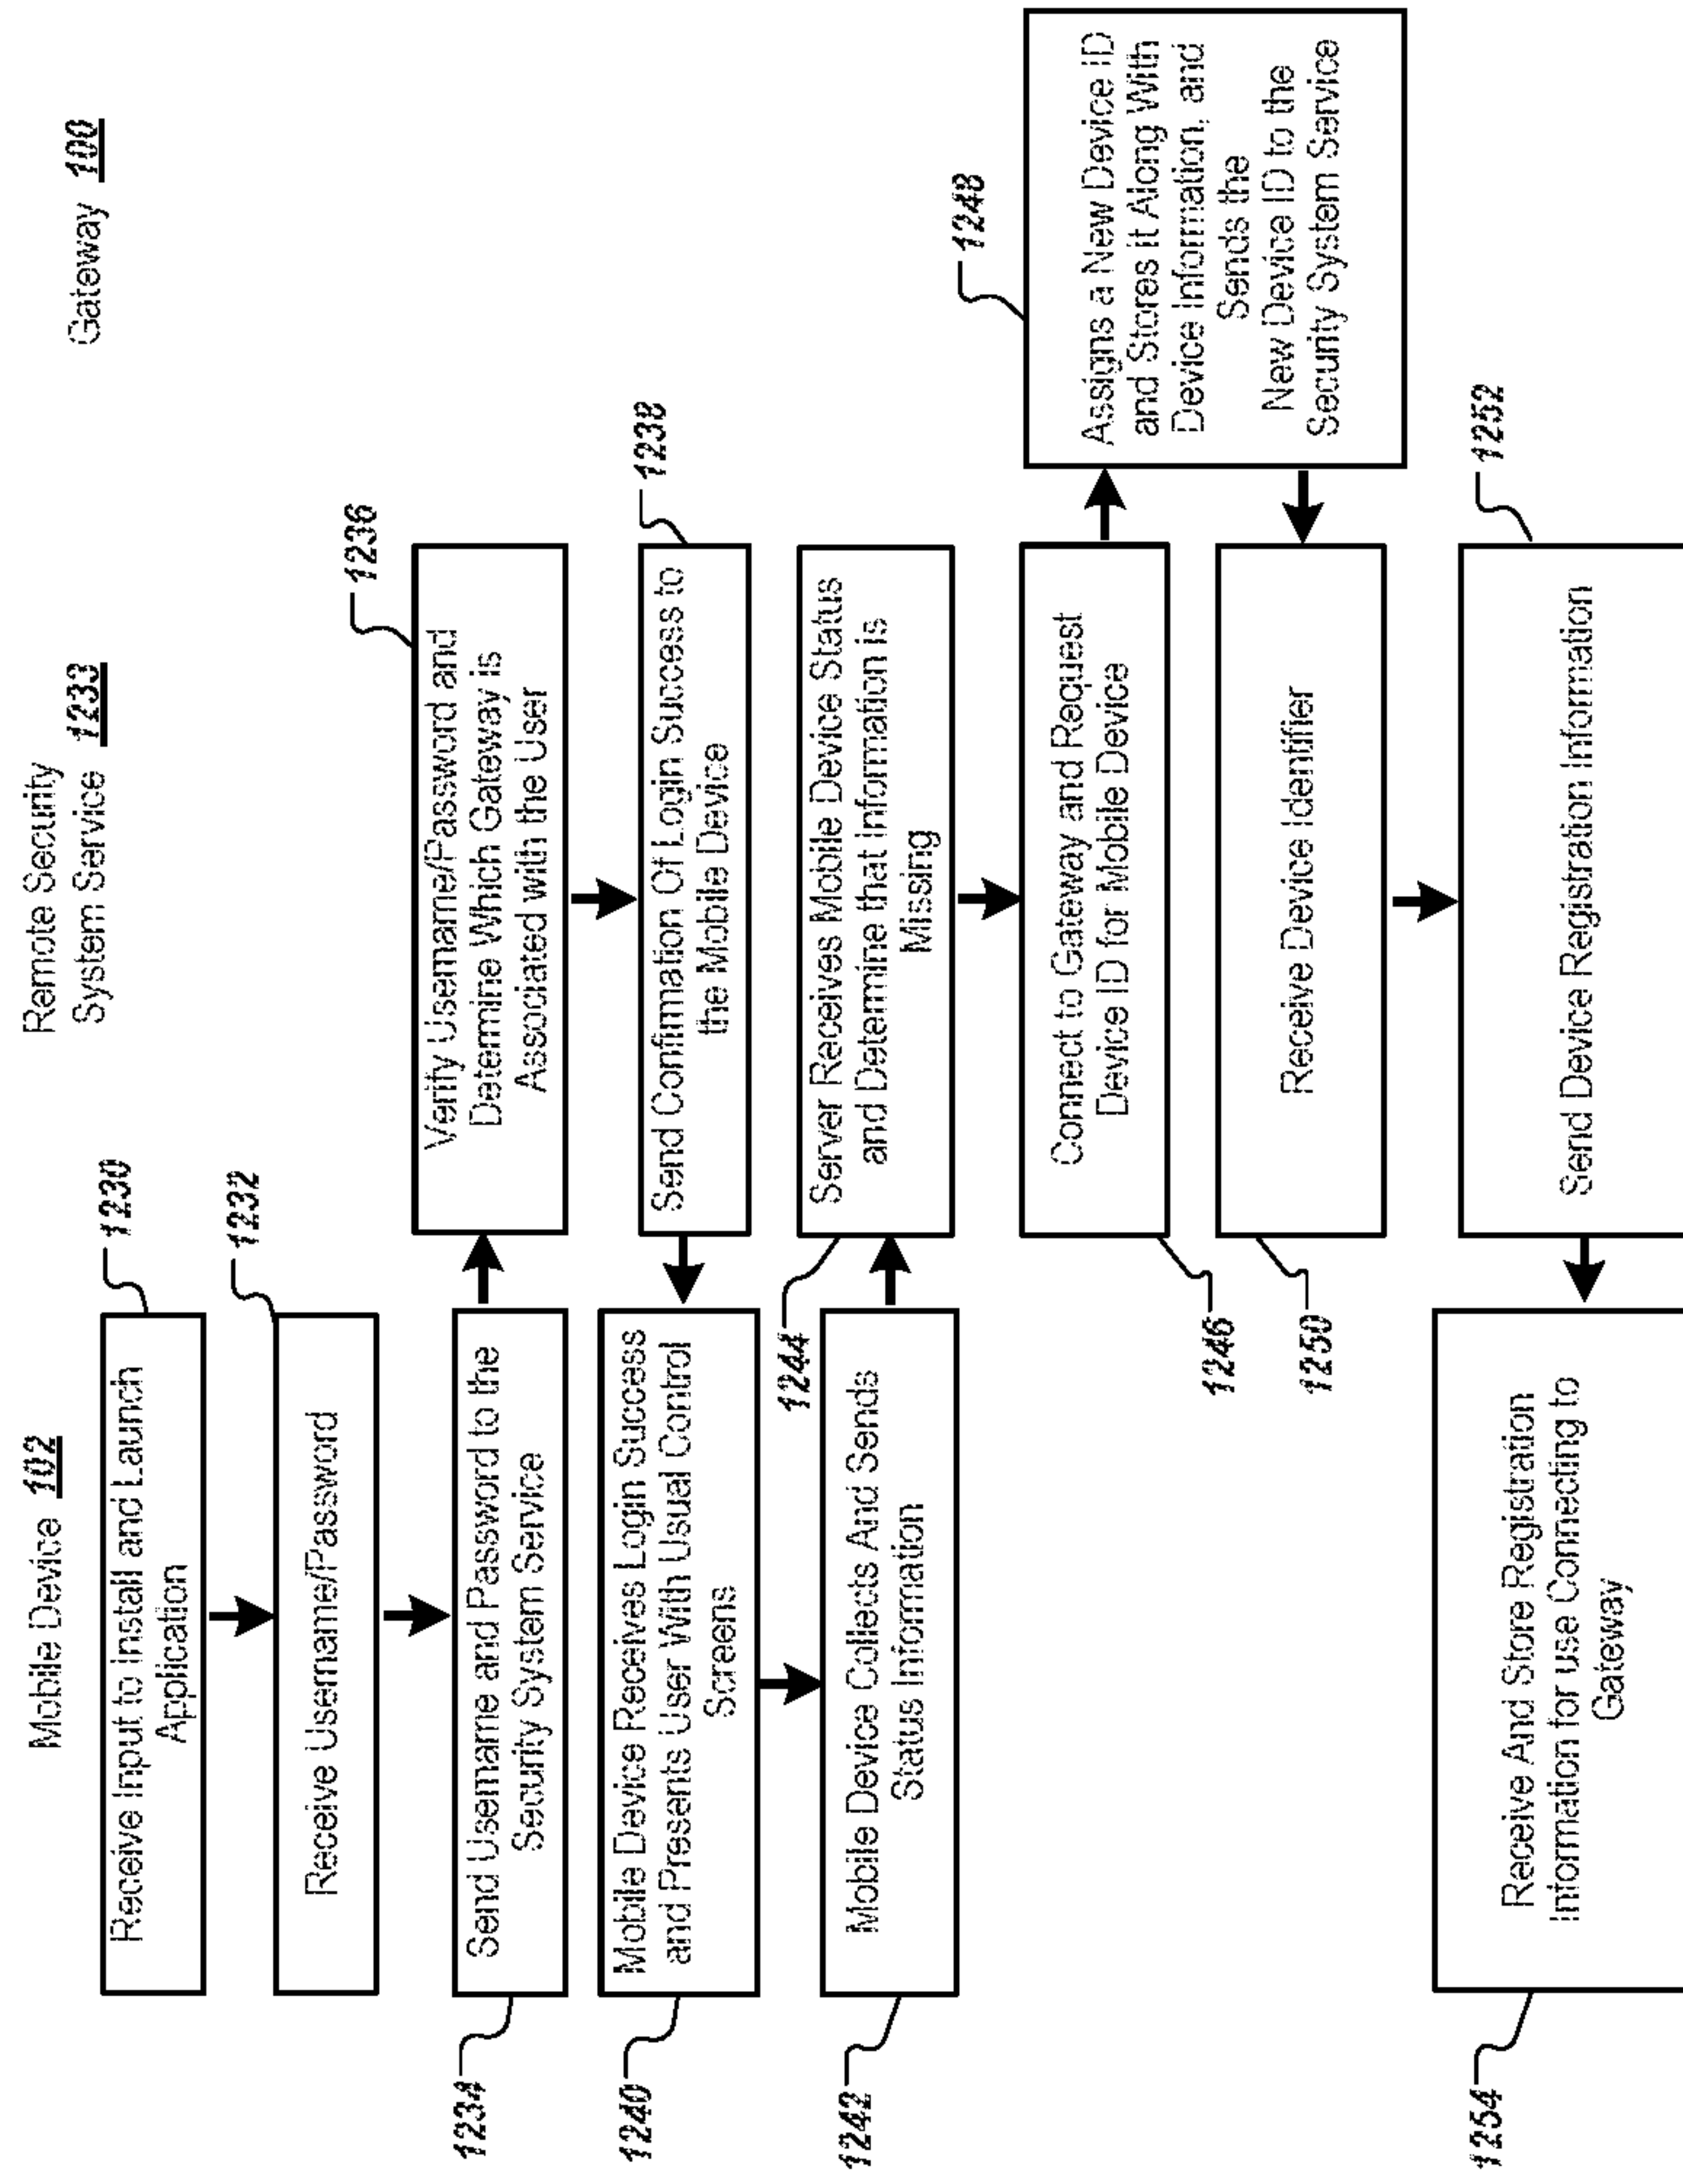 Mobile Device 102
Remote Security
System Service 1233
Gateway 100
1230
Receive Input to Install and Launch
Application
1232
Receive Username/Password
1234
Send Username and Password to the
Security System Service
1236
Verify Username/Password and
Determine Which Gateway is
Associated with the User
1238
Send Confirmation Of Login Success to
the Mobile Device
1240
Mobile Device Receives Login Success
and Presents User With Usual Control
Screens
1242
Mobile Device Collects And Sends
Status Information
1244
Server Receives Mobile Device Status
and Determine that Information is
Missing
1246
Connect to Gateway and Request
Device ID for Mobile Device
1248
Assigns a New Device ID
and Stores it Along With
Device Information, and
Sends the
New Device ID to the
Security System Service
1250
Receive Device Identifier
1252
Send Device Registration Information
1254
Receive And Store Registration
Information for use Connecting to
Gateway